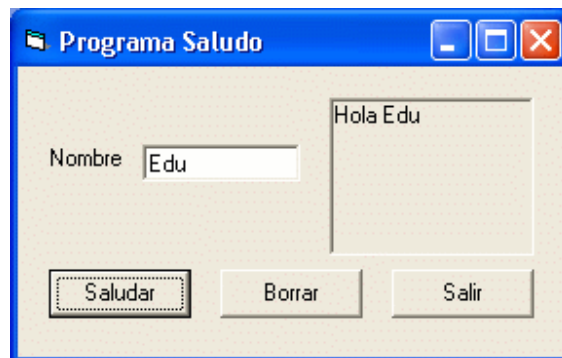 Programa Saludo
Hola Edu
Nombre
Edu
Saludar
Borrar
Salir